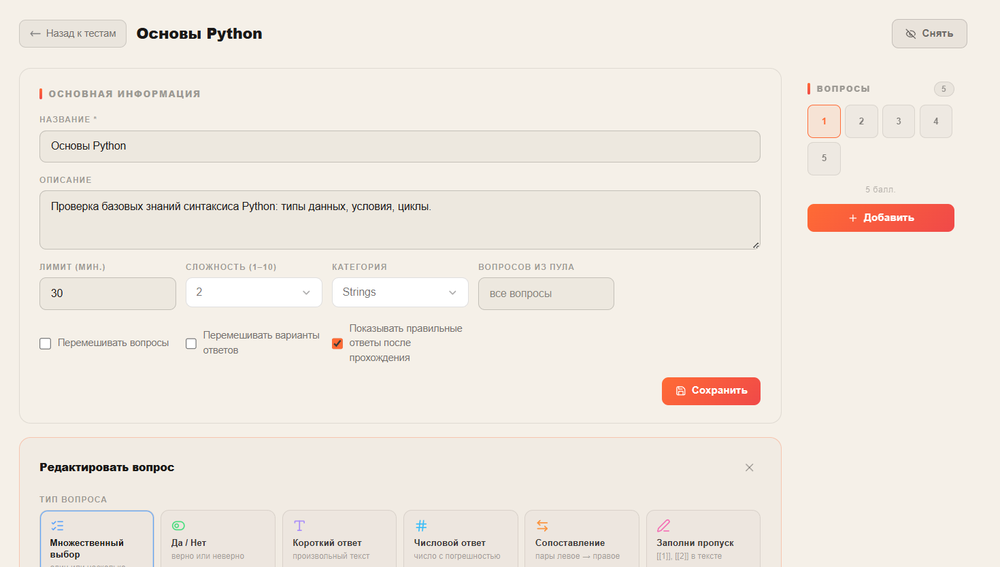 Назад к тестам
Основы Python
Снять
ОСНОВНАЯ ИНФОРМАЦИЯ
НАЗВАНИЕ *
Основы Python
ОПИСАНИЕ
Проверка базовых знаний синтаксиса Python: типы данных, условия, циклы.
ЛИМИТ (МИН.)
СЛОЖНОСТЬ (1–10)
КАТЕГОРИЯ
ВОПРОСОВ ИЗ ПУЛА
30
2
Strings
все вопросы
Перемешивать вопросы
Перемешивать варианты
ответов
Показывать правильные
ответы после
прохождения
Сохранить
ВОПРОСЫ
5
1
2
3
4
5
5 балл.
+ Добавить
Редактировать вопрос
ТИП ВОПРОСА
Множественный
выбор
один или несколько
Да / Нет
верно или неверно
Короткий ответ
произвольный текст
Числовой ответ
число с погрешностью
Сопоставление
пары левое → правое
Заполни пропуск
[[1]], [[2]] в тексте